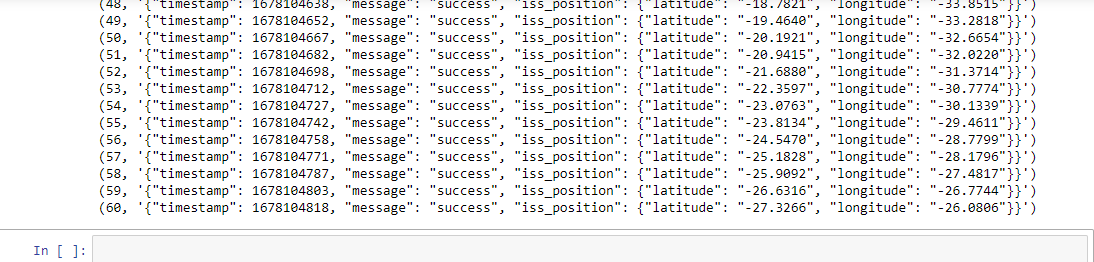 (48, '{"timestamp": 1678104638, "message": "success", "iss_position": {"latitude": "-18.7821", "longitude": "-33.8515"}}')
(49, '{"timestamp": 1678104652, "message": "success", "iss_position": {"latitude": "-19.4640", "longitude": "-33.2818"}}')
(50, '{"timestamp": 1678104667, "message": "success", "iss_position": {"latitude": "-20.1921", "longitude": "-32.6654"}}')
(51, '{"timestamp": 1678104682, "message": "success", "iss_position": {"latitude": "-20.9415", "longitude": "-32.0220"}}')
(52, '{"timestamp": 1678104698, "message": "success", "iss_position": {"latitude": "-21.6880", "longitude": "-31.3714"}}')
(53, '{"timestamp": 1678104712, "message": "success", "iss_position": {"latitude": "-22.3597", "longitude": "-30.7774"}}')
(54, '{"timestamp": 1678104727, "message": "success", "iss_position": {"latitude": "-23.0763", "longitude": "-30.1339"}}')
(55, '{"timestamp": 1678104742, "message": "success", "iss_position": {"latitude": "-23.8134", "longitude": "-29.4611"}}')
(56, '{"timestamp": 1678104758, "message": "success", "iss_position": {"latitude": "-24.5470", "longitude": "-28.7799"}}')
(57, '{"timestamp": 1678104771, "message": "success", "iss_position": {"latitude": "-25.1828", "longitude": "-28.1796"}}')
(58, '{"timestamp": 1678104787, "message": "success", "iss_position": {"latitude": "-25.9092", "longitude": "-27.4817"}}')
(59, '{"timestamp": 1678104803, "message": "success", "iss_position": {"latitude": "-26.6316", "longitude": "-26.7744"}}')
(60, '{"timestamp": 1678104818, "message": "success", "iss_position": {"latitude": "-27.3266", "longitude": "-26.0806"}}')
In [ ]: